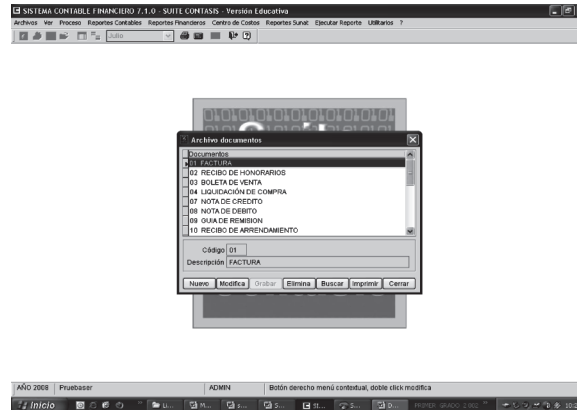 SISTEMA CONTABLE FINANCIERO 7.1.0 - SUITE CONTASIS - Versión Educativa
Archivos Ver Proceso Reportes Contables Reportes Financieros Centro de Costos Reportes Sunat Ejecutar Reporte Utilitarios ?
Julio
Archivo documentos
Documentos
01 FACTURA
02 RECIBO DE HONORARIOS
03 BOLETA DE VENTA
04 LIQUIDACIÓN DE COMPRA
07 NOTA DE CREDITO
08 NOTA DE DEBITO
09 GUIA DE REMISION
10 RECIBO DE ARRENDAMIENTO
Código 01
Descripción FACTURA
Nuevo Modifica Grabar Elimina Buscar Imprimir Cerrar
AÑO 2008 Pruebaser ADMIN Botón derecho menú contextual, doble click modifica
Inicio